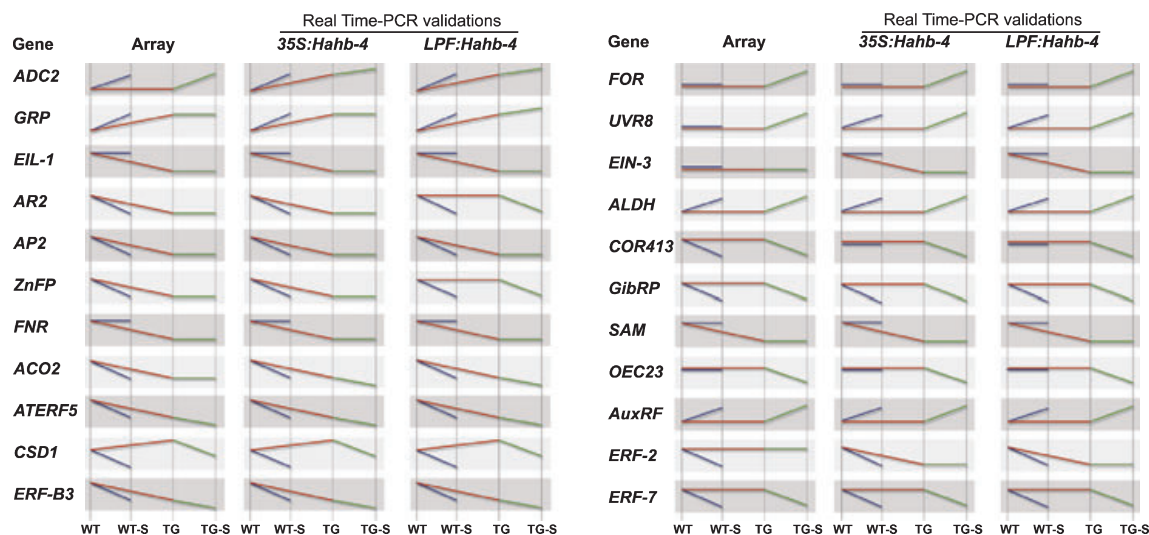 Real Time-PCR validations
Gene Array 35S:Hahb-4 LPF:Hahb-4
ADC2
GRP
EIL-1
AR2
AP2
ZnFP
FNR
ACO2
ATERF5
CSD1
ERF-B3
WT WT-S TG TG-S WT WT-S TG TG-S WT WT-S TG TG-S
Real Time-PCR validations
Gene Array 35S:Hahb-4 LPF:Hahb-4
FOR
UVR8
EIN-3
ALDH
COR413
GibRP
SAM
OEC23
AuxRF
ERF-2
ERF-7
WT WT-S TG TG-S WT WT-S TG TG-S WT WT-S TG TG-S